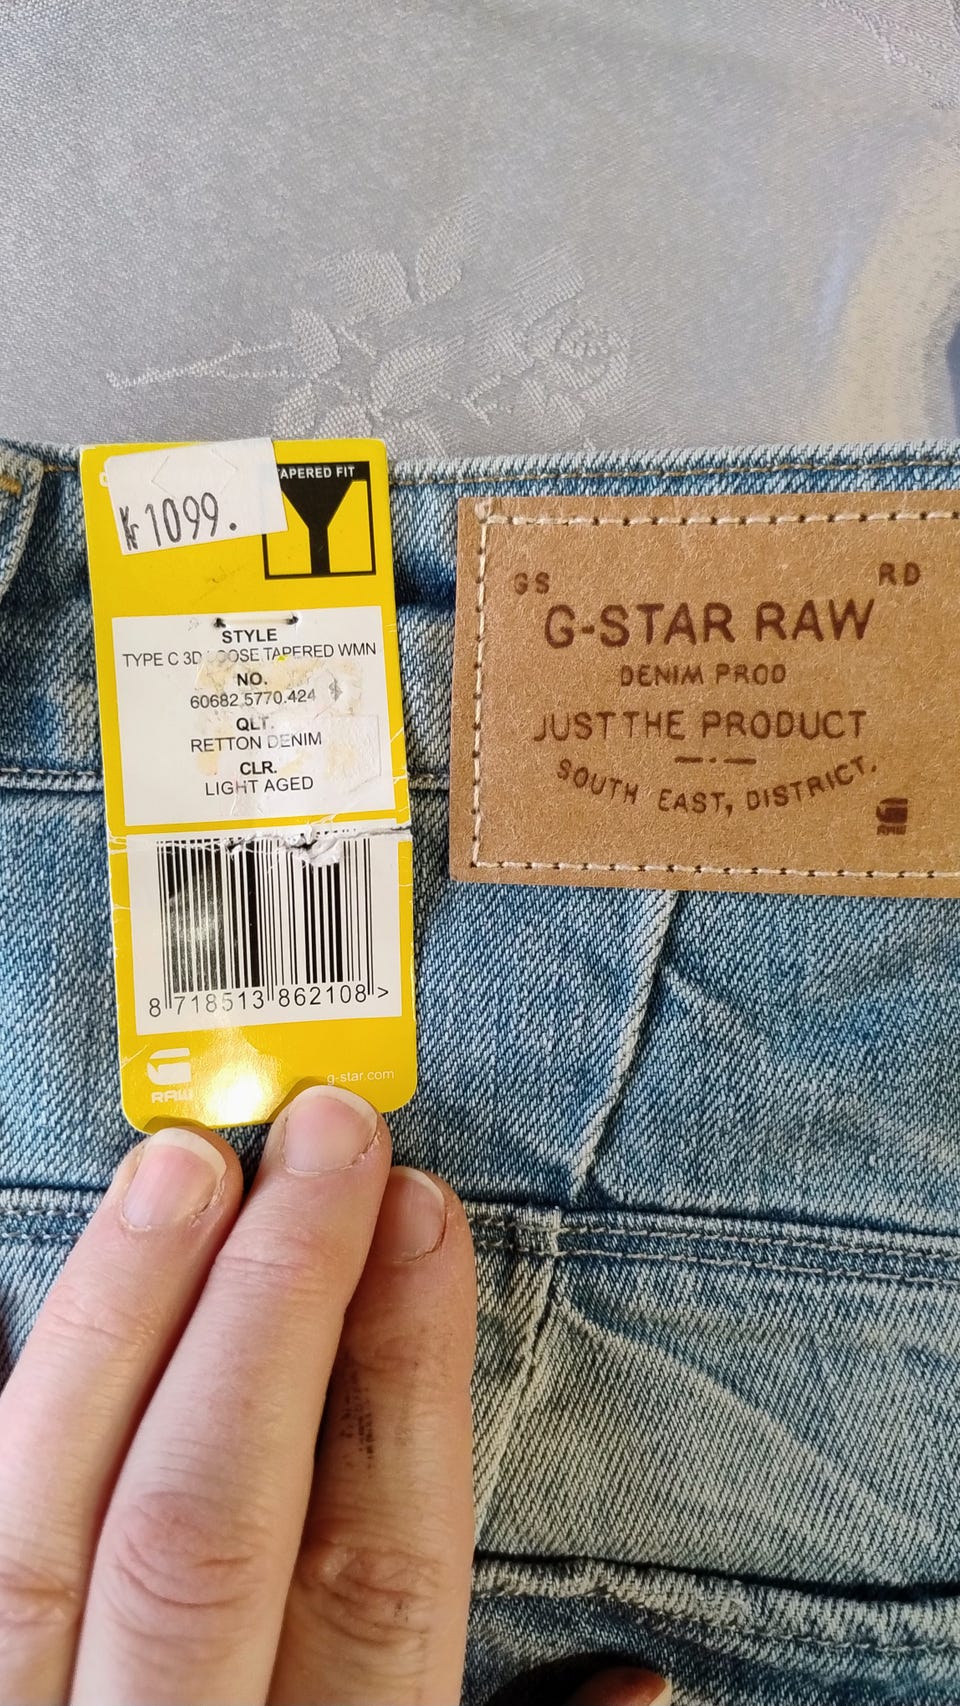 kr 1099.
TAPERED FIT
STYLE
TYPE C 3D LOOSE TAPERED WMN
NO.
60682.5770.424
QLT.
RETTON DENIM
CLR.
LIGHT AGED
8 718513 862108 >
RAW
g-star.com
GS RD
G-STAR RAW
DENIM PROD
JUST THE PRODUCT
SOUTH EAST, DISTRICT.
RAW